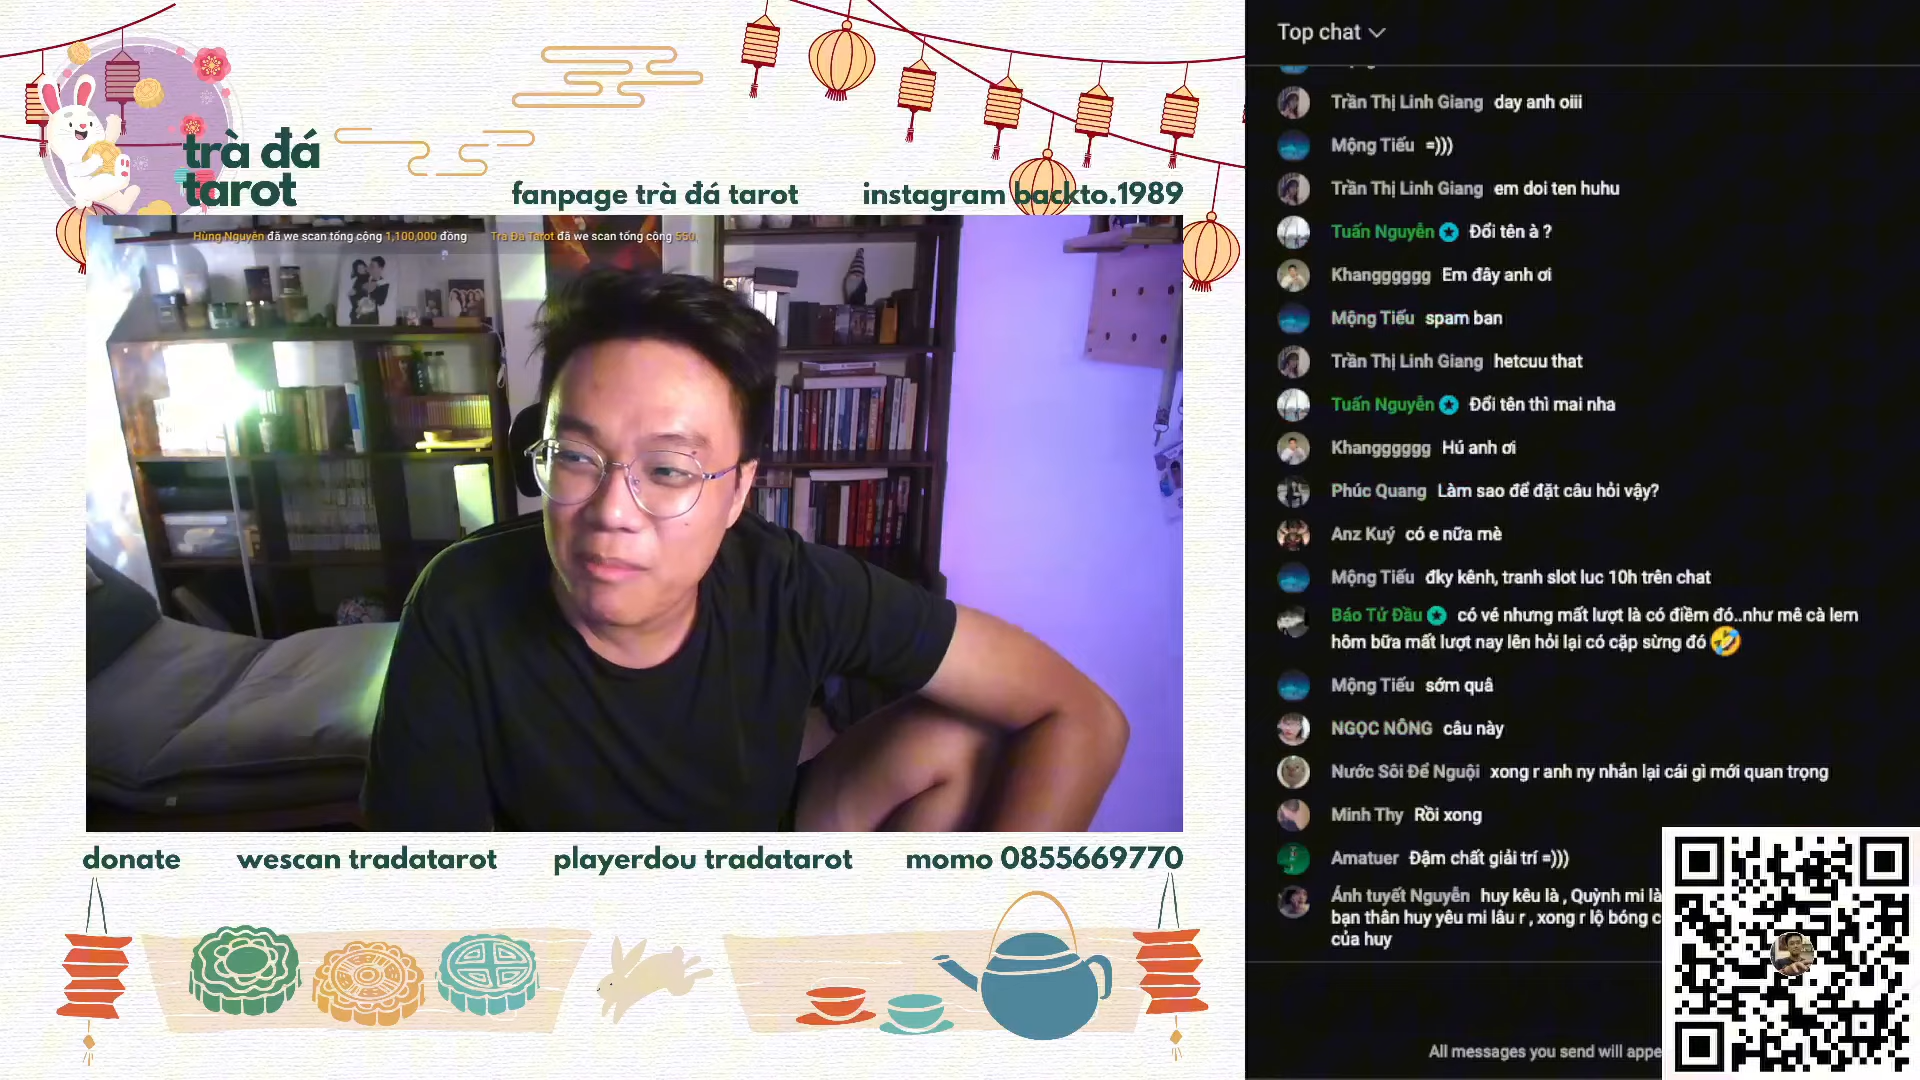 trà đá
tarot
fanpage trà đá tarot
instagram backto.1989
Hùng Nguyễn đã we scan tổng cộng 1,100,000 đồng
Tra Da Tarot đã we scan tổng cộng 550,
donate
wescan tradatarot
playerdou tradatarot
momo 0855669770
Top chat
Trần Thị Linh Giang day anh oiii
Mộng Tiếu =)))
Trần Thị Linh Giang em doi ten huhu
Tuấn Nguyễn Đổi tên à ?
Khangggggg Em đây anh ơi
Mộng Tiếu spam ban
Trần Thị Linh Giang hetcuu that
Tuấn Nguyễn Đổi tên thì mai nha
Khangggggg Hú anh ơi
Phúc Quang Làm sao để đặt câu hỏi vậy?
Anz Kuý có e nữa mè
Mộng Tiếu đky kênh, tranh slot luc 10h trên chat
Báo Tử Đầu có vé nhưng mất lượt là có điềm đó..như mê cà lem
hôm bữa mất lượt nay lên hỏi lại có cặp sừng đó 🤣
Mộng Tiếu sớm quâ
NGỌC NÔNG câu này
Nước Sôi Để Nguội xong r anh ny nhắn lại cái gì mới quan trọng
Minh Thy Rồi xong
Amatuer Đậm chất giải trí =)))
Ánh tuyết Nguyễn huy kêu là , Quỳnh mi là
bạn thân huy yêu mi lâu r , xong r lộ bóng c
của huy
All messages you send will appe